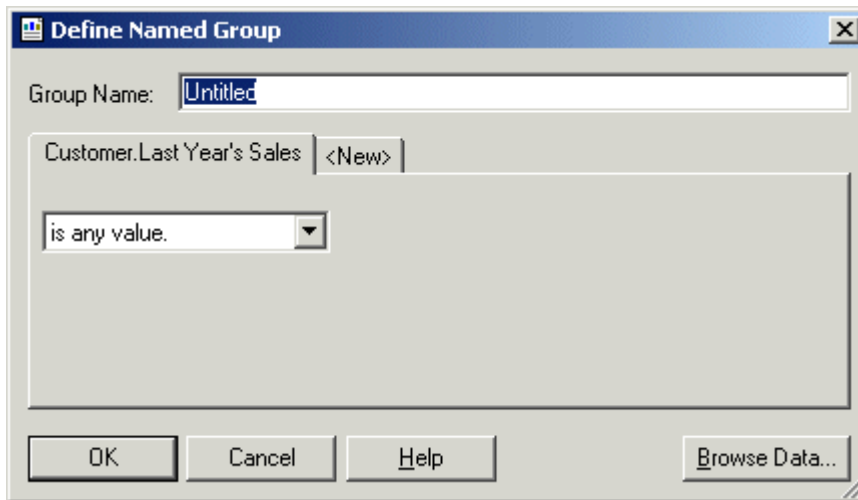 Define Named Group
Group Name: Untitled
Customer.Last Year's Sales <New>
is any value.
OK Cancel Help Browse Data...